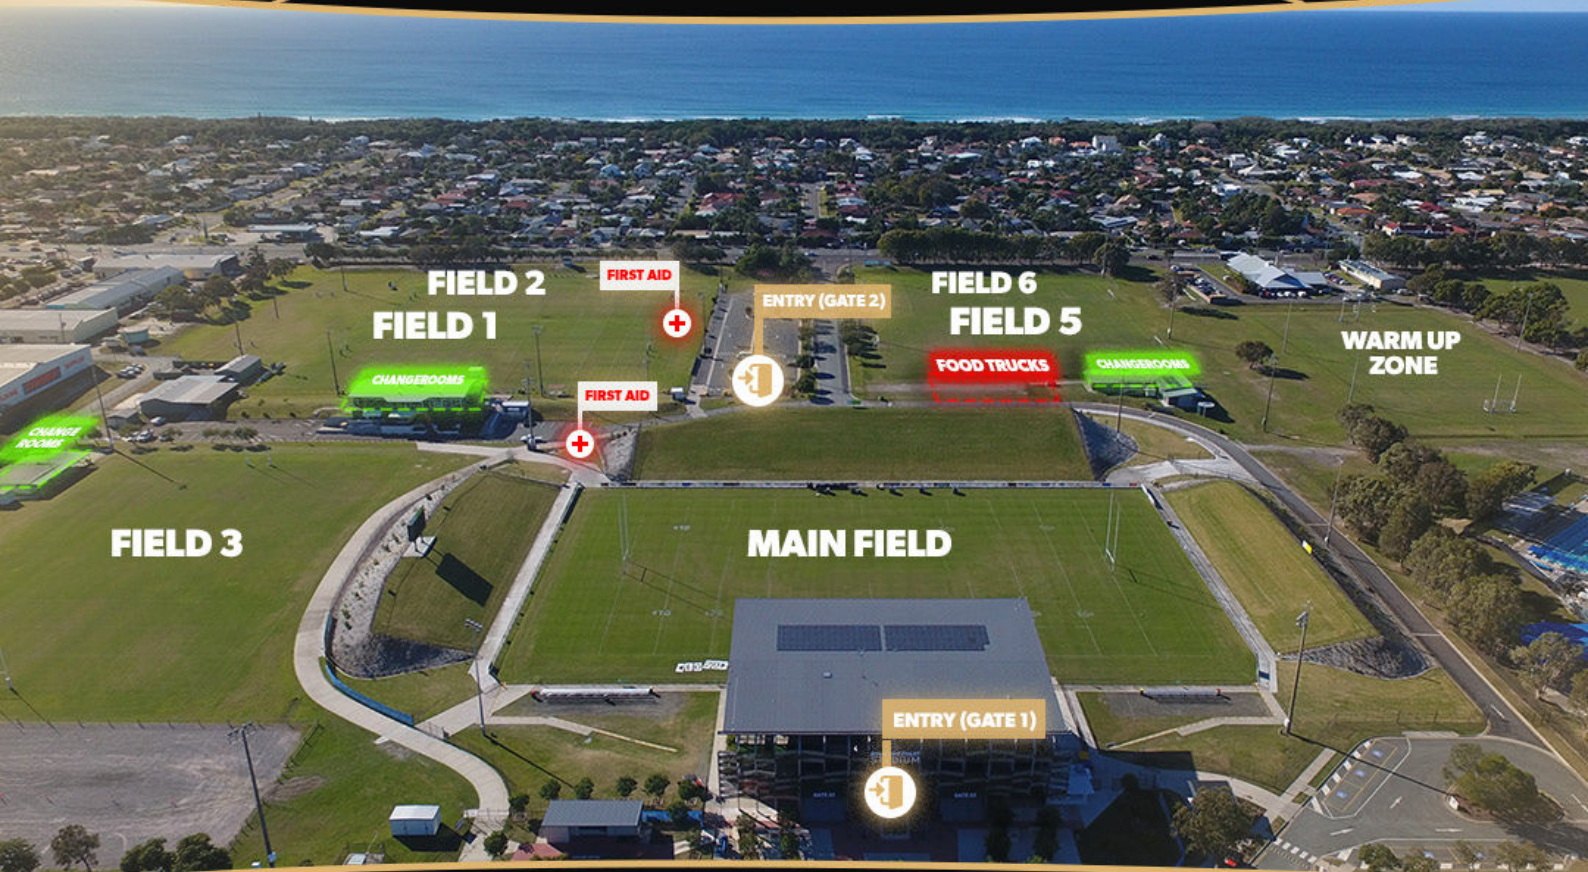 FIELD 2
FIRST AID
FIELD 6
ENTRY (GATE 2)
FIELD 1
FIELD 5
WARM UP
ZONE
FOOD TRUCKS
CHANGEROOMS
CHANGEROOMS
FIRST AID
CHANGE
ROOMS
FIELD 3
MAIN FIELD
ENTRY (GATE 1)
STADIUM